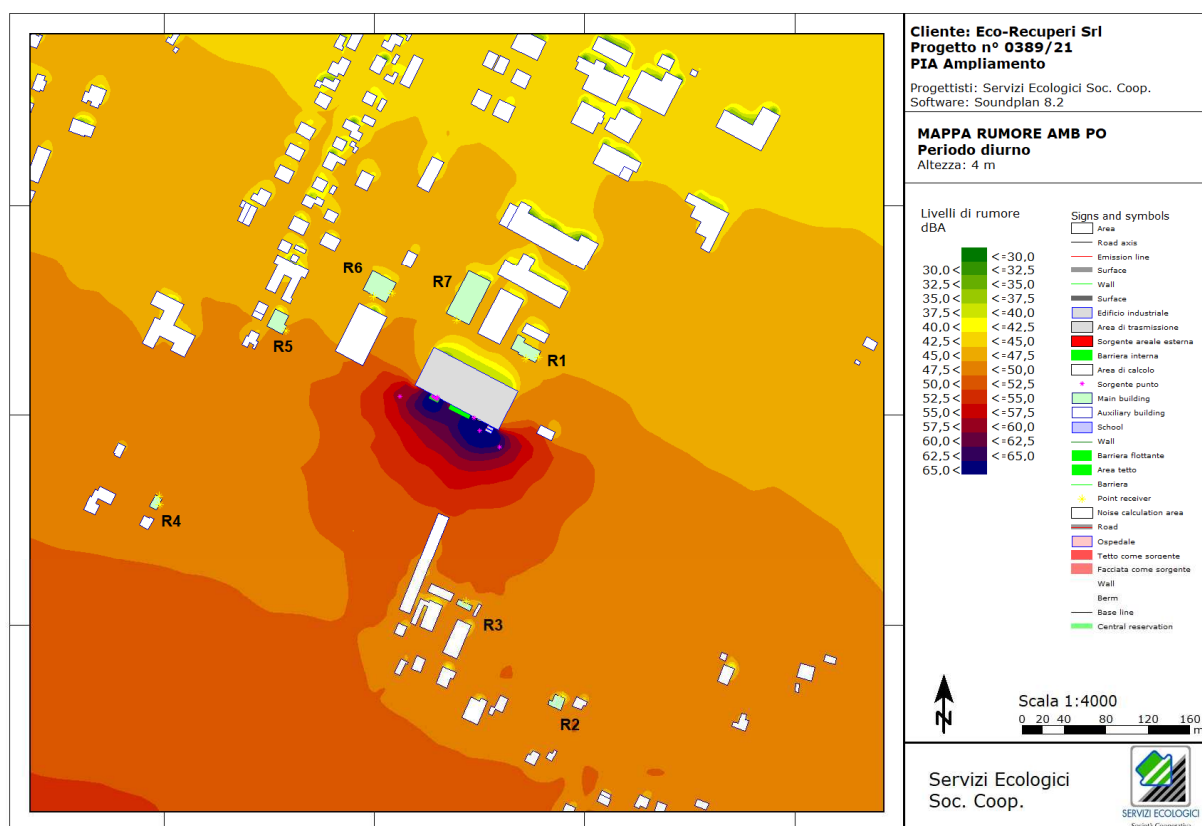 Cliente: Eco-Recuperi Srl
Progetto n° 0389/21
PIA Ampliamento
Progettisti: Servizi Ecologici Soc. Coop.
Software: Soundplan 8.2
MAPPA RUMORE AMB PO
Periodo diurno
Altezza: 4 m
Livelli di rumore
dBA
<=30,0
30,0 < <=32,5
32,5 < <=35,0
35,0 < <=37,5
37,5 < <=40,0
40,0 < <=42,5
42,5 < <=45,0
45,0 < <=47,5
47,5 < <=50,0
50,0 < <=52,5
52,5 < <=55,0
55,0 < <=57,5
57,5 < <=60,0
60,0 < <=62,5
62,5 < <=65,0
65,0 <
Signs and symbols
Area
Road axis
Emission line
Surface
Wall
Surface
Edificio industriale
Area di trasmissione
Sorgente areale esterna
Barriera interna
Area di calcolo
Sorgente punto
Main building
Auxiliary building
School
Wall
Barriera flottante
Area tetto
Barriera
Point receiver
Noise calculation area
Road
Ospedale
Tetto come sorgente
Facciata come sorgente
Wall
Berm
Base line
Central reservation
R6
R7
R5
R1
R4
R3
R2
N
Scala 1:4000
0 20 40 80 120 160
m
Servizi Ecologici
Soc. Coop.
SERVIZI ECOLOGICI
Società Cooperativa